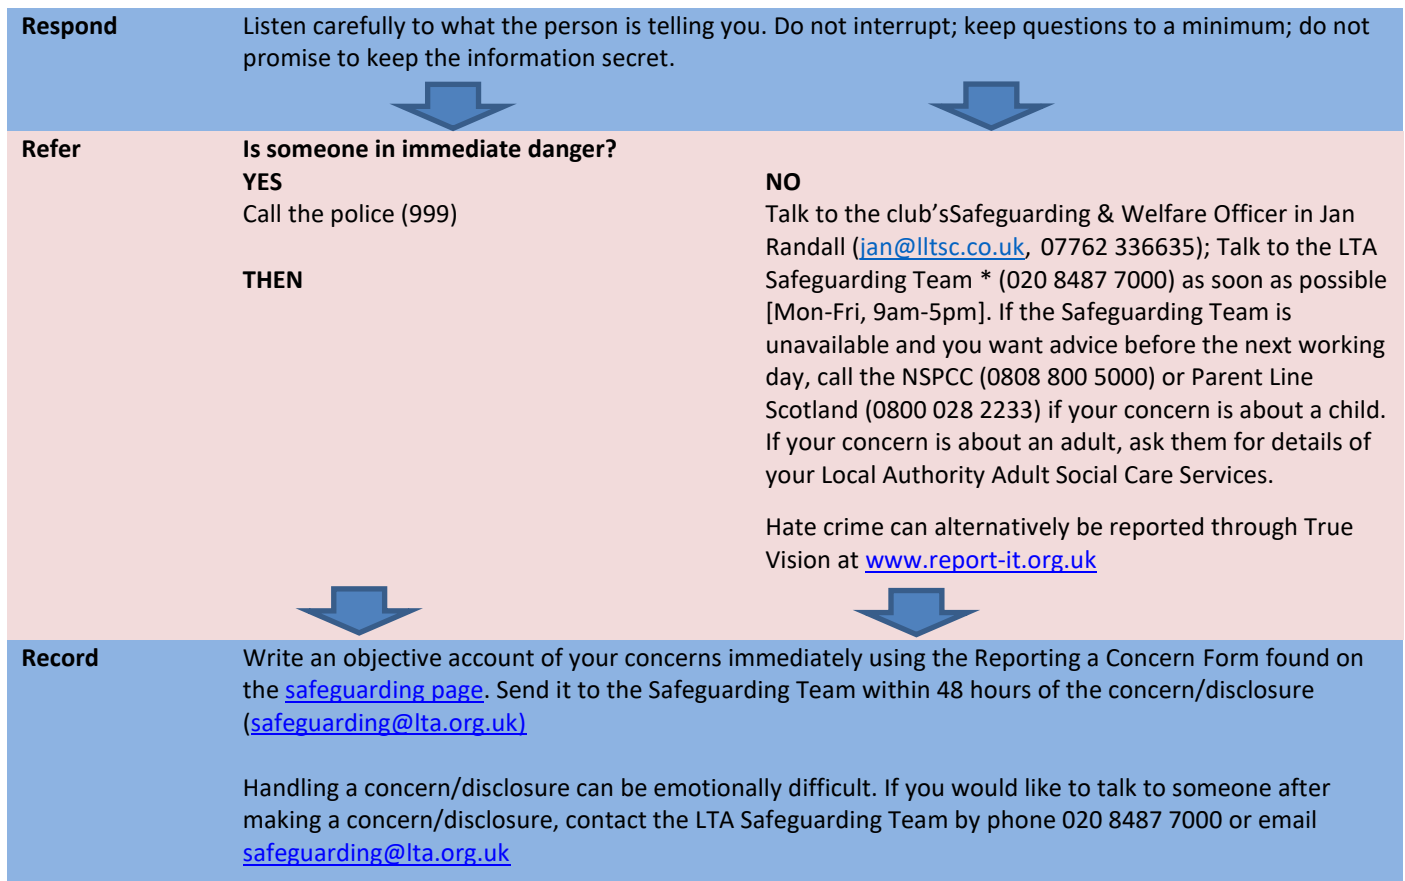 Respond
Listen carefully to what the person is telling you. Do not interrupt; keep questions to a minimum; do not
promise to keep the information secret.
Refer
Is someone in immediate danger?
YES
Call the police (999)
THEN
NO
Talk to the club'sSafeguarding & Welfare Officer in Jan
Randall (jan@lltsc.co.uk, 07762 336635); Talk to the LTA
Safeguarding Team * (020 8487 7000) as soon as possible
[Mon-Fri, 9am-5pm]. If the Safeguarding Team is
unavailable and you want advice before the next working
day, call the NSPCC (0808 800 5000) or Parent Line
Scotland (0800 028 2233) if your concern is about a child.
If your concern is about an adult, ask them for details of
your Local Authority Adult Social Care Services.
Hate crime can alternatively be reported through True
Vision at www.report-it.org.uk
Record
Write an objective account of your concerns immediately using the Reporting a Concern Form found on
the safeguarding page. Send it to the Safeguarding Team within 48 hours of the concern/disclosure
(safeguarding@lta.org.uk)
Handling a concern/disclosure can be emotionally difficult. If you would like to talk to someone after
making a concern/disclosure, contact the LTA Safeguarding Team by phone 020 8487 7000 or email
safeguarding@lta.org.uk